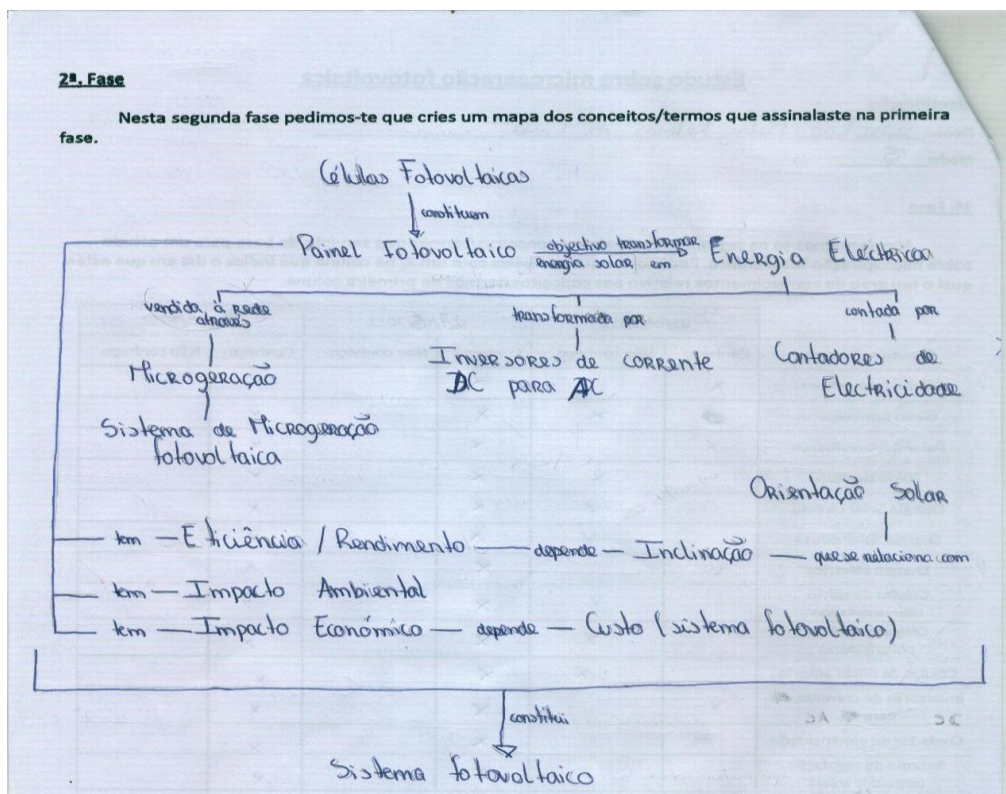 2ª. Fase
Nesta segunda fase pedimos-te que cries um mapa dos conceitos/termos que assinalaste na primeira
fase.
Células Fotovoltaicas
constituem
Painel Fotovoltaico objectivo transformar energia solar em Energia Electrica
vendida à rede
através
Microgeração
Sistema de Microgeração
fotovoltaica
transformada por
Inversores de corrente
DC para AC
contada por
Contadores de
Electricidade
Orientação Solar
tem Eficiência / Rendimento depende Inclinação que se relaciona com
tem Impacto Ambiental
tem Impacto Económico depende Custo (sistema fotovoltaico)
constitui
Sistema fotovoltaico